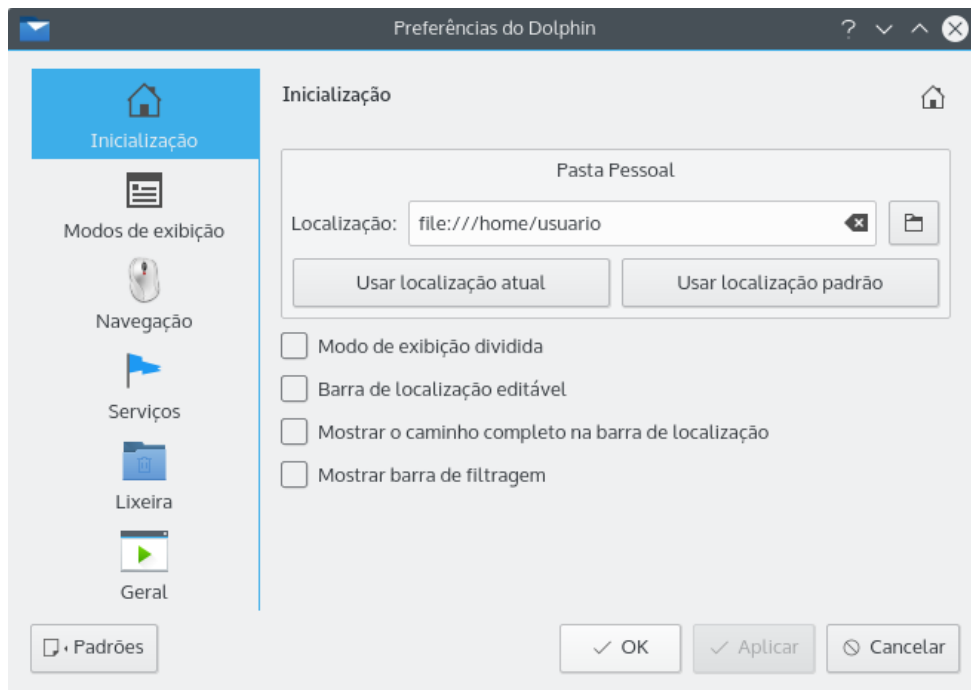 Preferências do Dolphin
Inicialização
Modos de exibição
Navegação
Serviços
Lixeira
Geral
Inicialização
Pasta Pessoal
Localização: file:///home/usuario
Usar localização atual Usar localização padrão
Modo de exibição dividida
Barra de localização editável
Mostrar o caminho completo na barra de localização
Mostrar barra de filtragem
Padrões OK Aplicar Cancelar